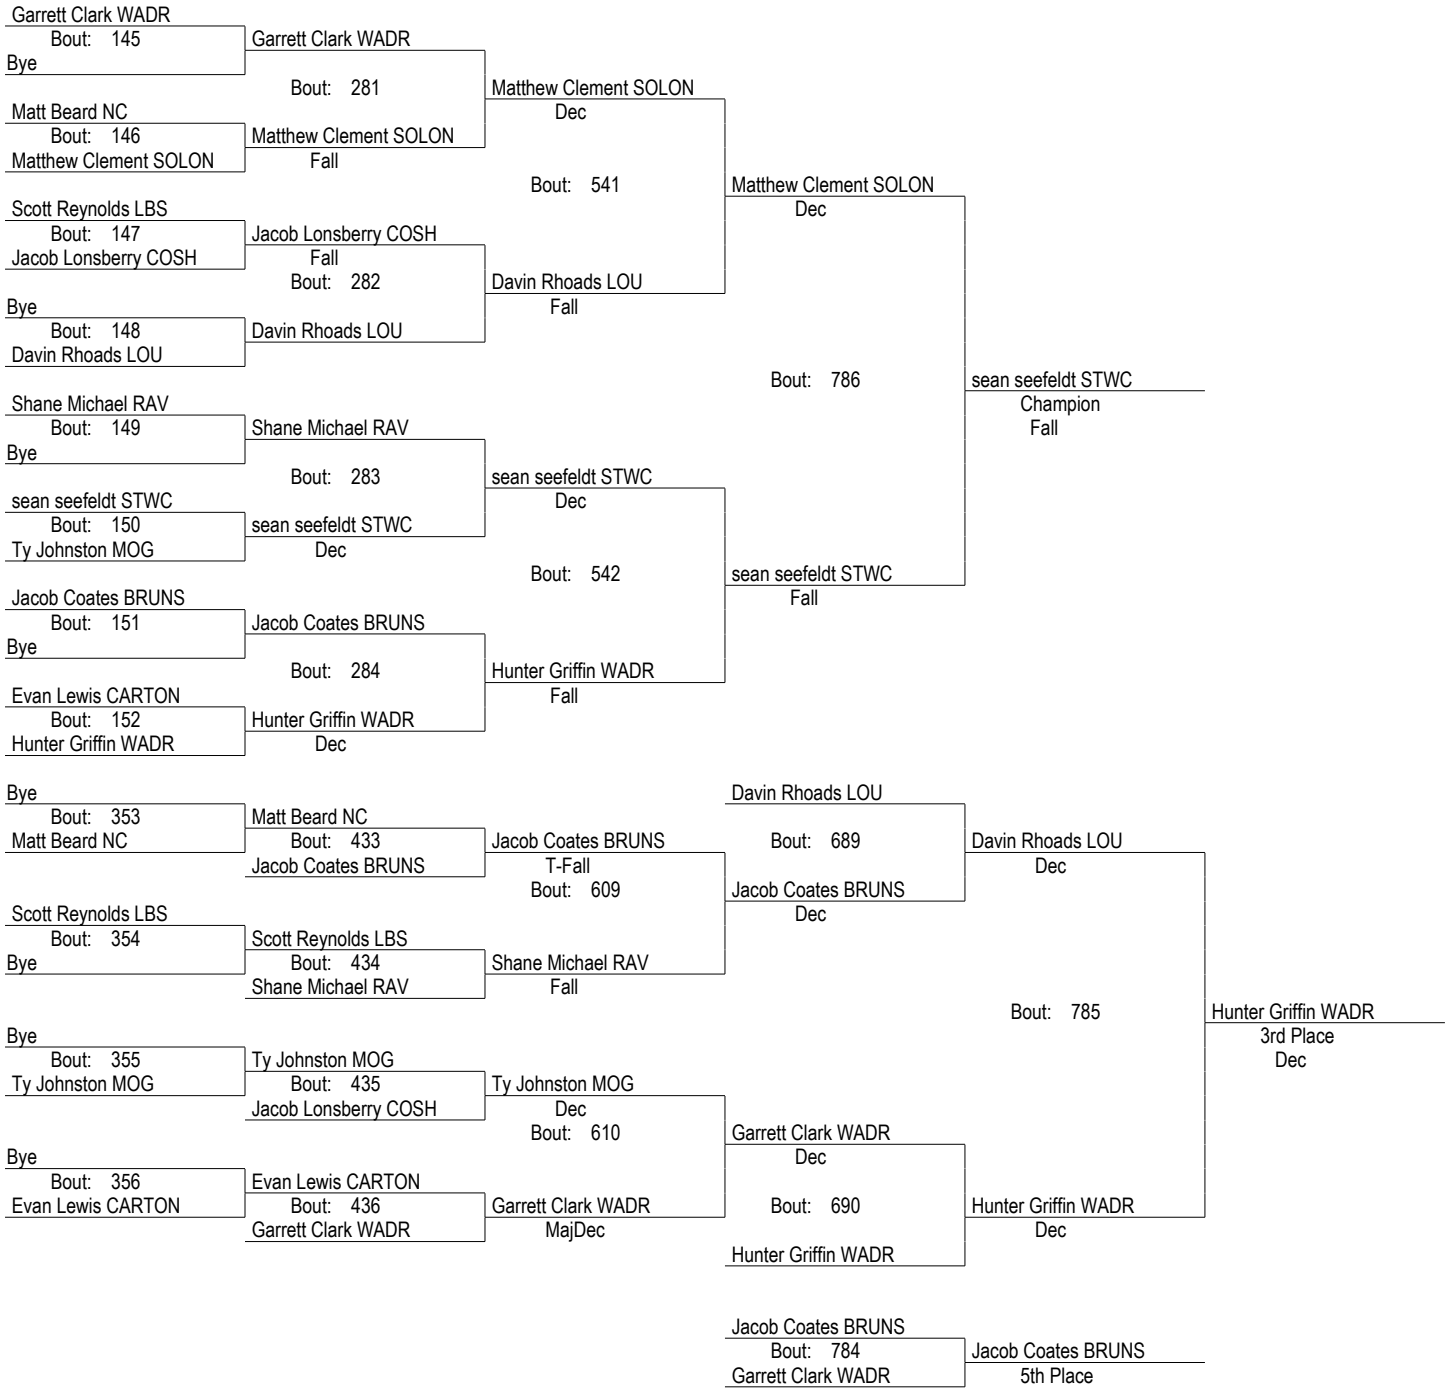 Garrett Clark WADR
Bout: 145
Garrett Clark WADR
Bye
Bout: 281
Matthew Clement SOLON
Matt Beard NC
Dec
Bout: 146
Matthew Clement SOLON
Matthew Clement SOLON
Fall
Bout: 541
Matthew Clement SOLON
Scott Reynolds LBS
Dec
Bout: 147
Jacob Lonsberry COSH
Jacob Lonsberry COSH
Fall
Bout: 282
Davin Rhoads LOU
Bye
Fall
Bout: 148
Davin Rhoads LOU
Davin Rhoads LOU
Bout: 786
sean seefeldt STWC
Shane Michael RAV
Champion
Bout: 149
Shane Michael RAV
Fall
Bye
Bout: 283
sean seefeldt STWC
sean seefeldt STWC
Dec
Bout: 150
sean seefeldt STWC
Ty Johnston MOG
Dec
Bout: 542
sean seefeldt STWC
Jacob Coates BRUNS
Fall
Bout: 151
Jacob Coates BRUNS
Bye
Bout: 284
Hunter Griffin WADR
Evan Lewis CARTON
Fall
Bout: 152
Hunter Griffin WADR
Hunter Griffin WADR
Dec
Bye
Davin Rhoads LOU
Bout: 353
Matt Beard NC
Matt Beard NC
Bout: 433
Jacob Coates BRUNS
Bout: 689
Davin Rhoads LOU
Jacob Coates BRUNS
T-Fall
Dec
Bout: 609
Jacob Coates BRUNS
Scott Reynolds LBS
Dec
Bout: 354
Scott Reynolds LBS
Bye
Bout: 434
Shane Michael RAV
Shane Michael RAV
Fall
Bout: 785
Hunter Griffin WADR
Bye
3rd Place
Bout: 355
Ty Johnston MOG
Dec
Ty Johnston MOG
Bout: 435
Ty Johnston MOG
Jacob Lonsberry COSH
Dec
Bout: 610
Garrett Clark WADR
Bye
Dec
Bout: 356
Evan Lewis CARTON
Evan Lewis CARTON
Bout: 436
Garrett Clark WADR
Bout: 690
Hunter Griffin WADR
Garrett Clark WADR
MajDec
Dec
Hunter Griffin WADR
Jacob Coates BRUNS
Bout: 784
Jacob Coates BRUNS
Garrett Clark WADR
5th Place